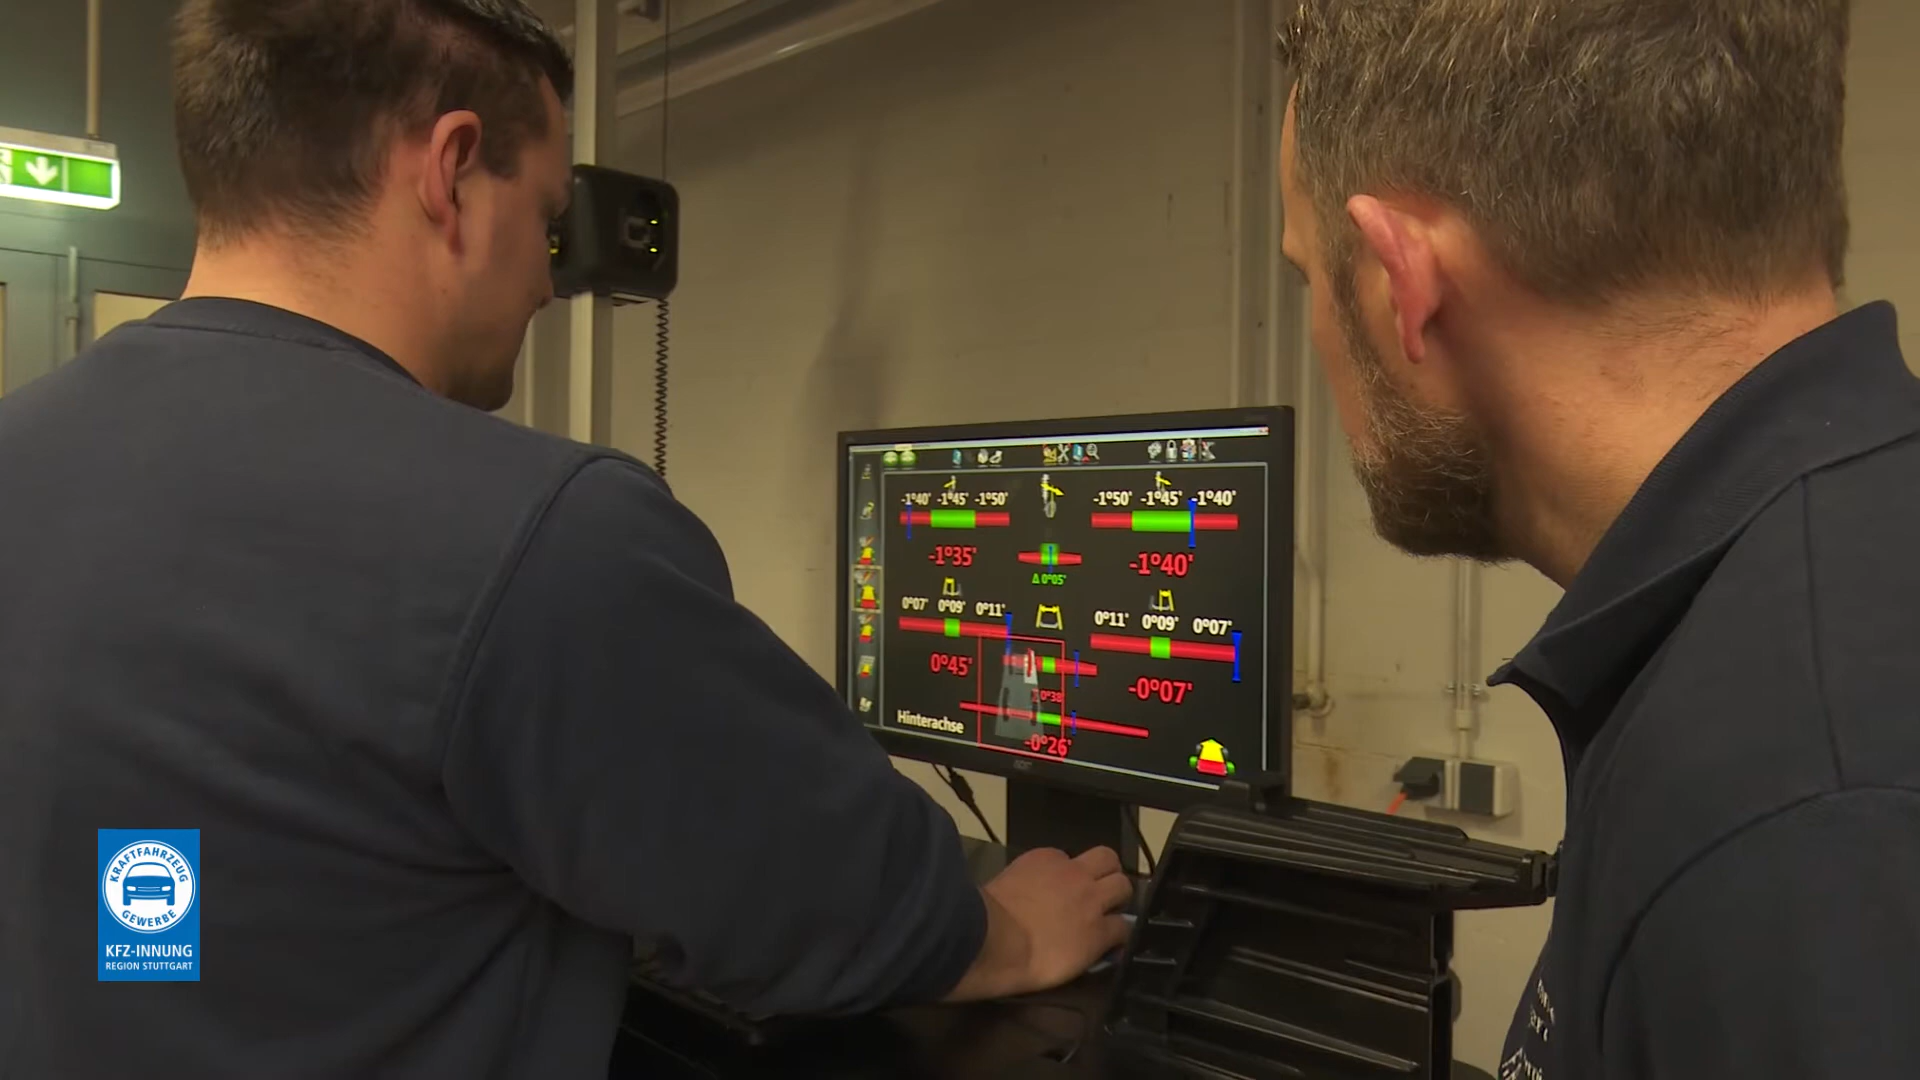 -1°40' -1°45' -1°50'
-1°50' -1°45' -1°40'
-1°35'
-1°40'
Δ 0°05'
0°07' 0°09' 0°11'
0°11' 0°09' 0°07'
0°45'
-0°07'
0°38'
Hinterachse
-0°26'
AOC
KRAFTFAHRZEUG
GEWERBE
KFZ-INNUNG
REGION STUTTGART